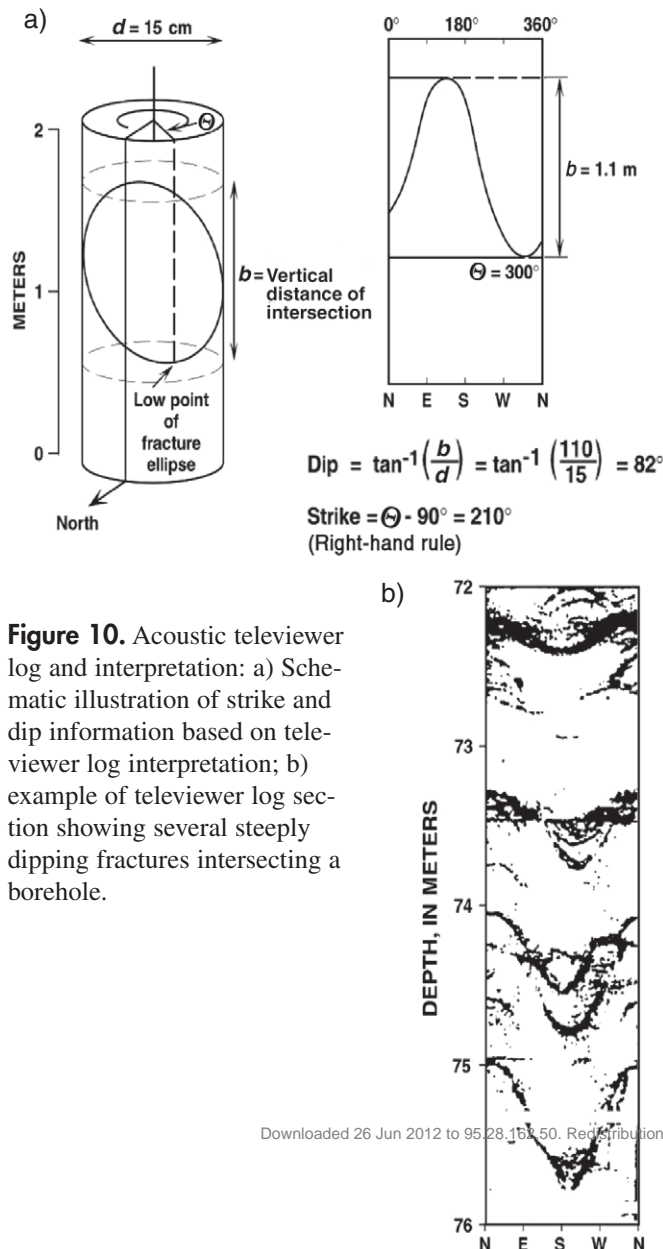 a)
d = 15 cm
Θ
2
1
0
METERS
b = Vertical
distance of
intersection
Low point
of
fracture
ellipse
North
0° 180° 360°
b = 1.1 m
Θ = 300°
N E S W N
Dip = tan⁻¹(b/d) = tan⁻¹(110/15) = 82°
Strike = Θ - 90° = 210°
(Right-hand rule)
Figure 10. Acoustic televiewer
log and interpretation: a) Sche-
matic illustration of strike and
dip information based on tele-
viewer log interpretation; b)
example of televiewer log sec-
tion showing several steeply
dipping fractures intersecting a
borehole.
b)
72
73
74
75
76
DEPTH, IN METERS
N E S W N
Downloaded 26 Jun 2012 to 95.28.162.50. Redistribution